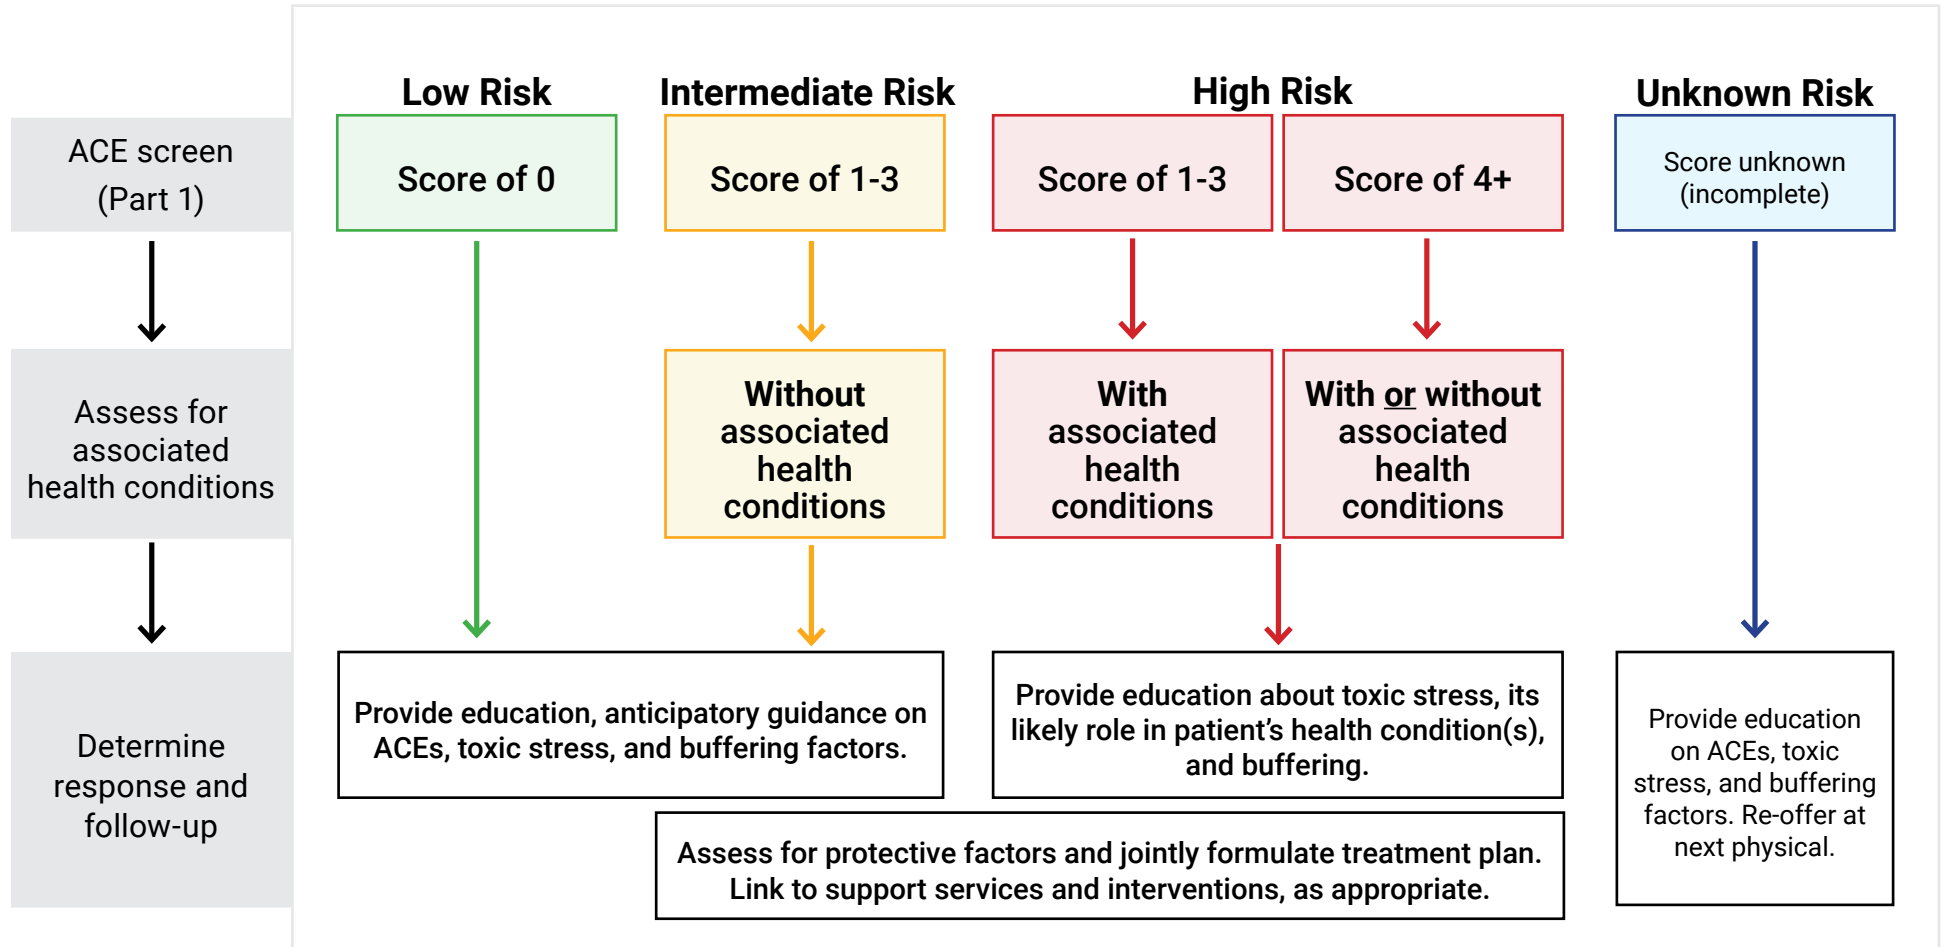 Low Risk
Intermediate Risk
High Risk
Unknown Risk
ACE screen
(Part 1)
Score of 0
Score of 1-3
Score of 1-3
Score of 4+
Score unknown
(incomplete)
Assess for
associated
health conditions
Without
associated
health
conditions
With
associated
health
conditions
With or without
associated
health
conditions
Determine
response and
follow-up
Provide education, anticipatory guidance on
ACEs, toxic stress, and buffering factors.
Provide education about toxic stress, its
likely role in patient’s health condition(s),
and buffering.
Assess for protective factors and jointly formulate treatment plan.
Link to support services and interventions, as appropriate.
Provide education
on ACEs, toxic
stress, and buffering
factors. Re-offer at
next physical.